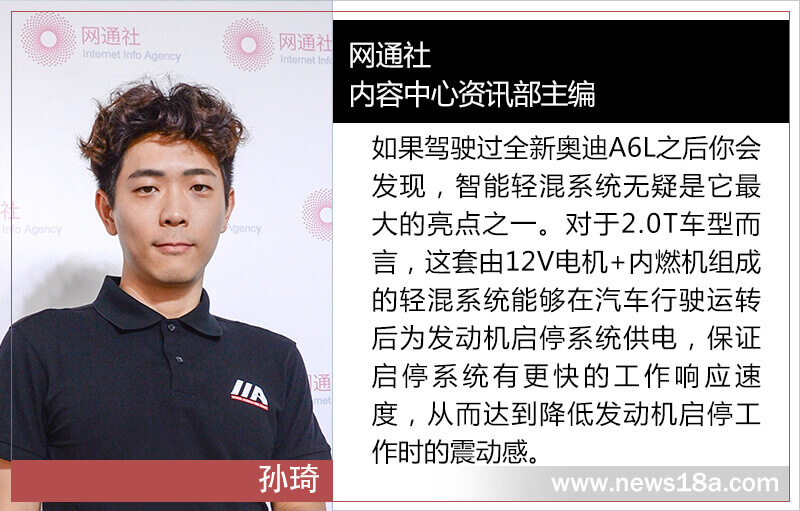 网通社
Internet Info Agency
网通社
Internet Info Agency
社
Info Agency
网通社
IIA
孙琦
网通社
内容中心资讯部主编
如果驾驶过全新奥迪A6L之后你会
发现，智能轻混系统无疑是它最
大的亮点之一。对于2.0T车型而
言，这套由12V电机+内燃机组成
的轻混系统能够在汽车行驶运转
后为发动机启停系统供电，保证
启停系统有更快的工作响应速
度，从而达到降低发动机启停工
作时的震动感。
www.news18a.com